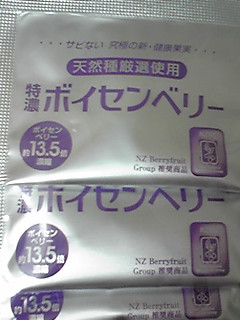 ・・・サビない 究極の新・健康果実・・・
天然種厳選使用
特濃 ボイセンベリー
ボイセン
ベリー
約13.5倍
濃縮
NZ Berryfruit
Group 推奨商品
特濃 ボイセンベリー
ボイセン
ベリー
約13.5倍
濃縮
NZ Berryfruit
Group 推奨商品
ベリー
約13.5倍